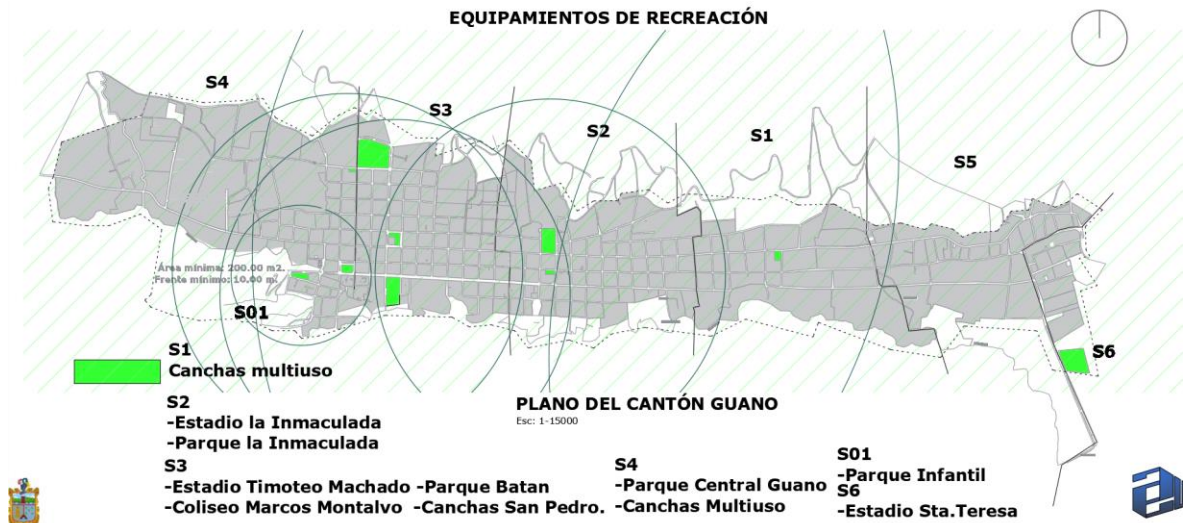 EQUIPAMIENTOS DE RECREACIÓN
S4
S3
S2
S1
S5
Área mínima: 200.00 m2.
Frente mínimo: 10.00 m.
S01
S6
S1
Canchas multiuso
S2
-Estadio la Inmaculada
-Parque la Inmaculada
PLANO DEL CANTÓN GUANO
Esc: 1-15000
S3
-Estadio Timoteo Machado -Parque Batan
-Coliseo Marcos Montalvo -Canchas San Pedro.
S4
-Parque Central Guano
-Canchas Multiuso
S01
-Parque Infantil
S6
-Estadio Sta.Teresa